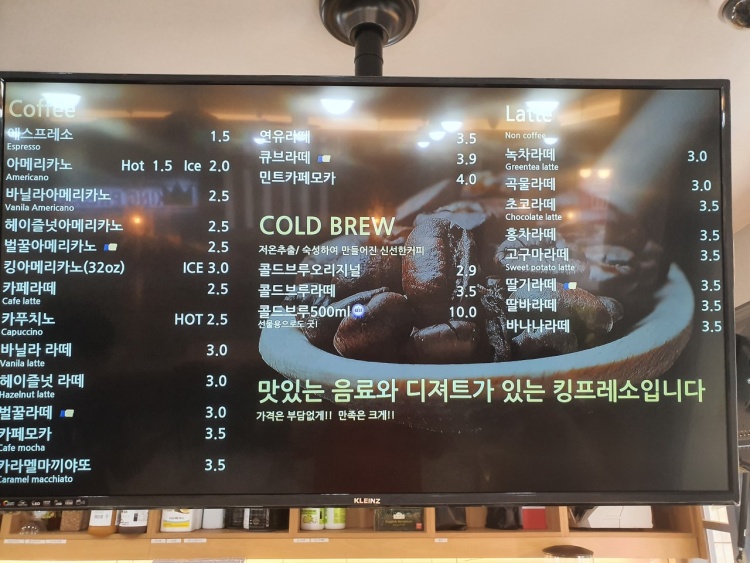 Coffee
에스프레소 1.5
Espresso
아메리카노 Hot 1.5 Ice 2.0
Americano
바닐라아메리카노 2.5
Vanila Americano
헤이즐넛아메리카노 2.5
벌꿀아메리카노 2.5
킹아메리카노(32oz) ICE 3.0
카페라떼 2.5
Cafe latte
카푸치노 HOT 2.5
Capuccino
바닐라 라떼 3.0
Vanila latte
헤이즐넛 라떼 3.0
Hazelnut latte
벌꿀라떼 3.0
카페모카 3.5
Cafe mocha
카라멜마끼야또 3.5
Caramel macchiato
연유라떼 3.5
큐브라떼 3.9
민트카페모카 4.0
COLD BREW
저온추출/ 숙성하여 만들어진 신선한커피
콜드브루오리지널 2.9
콜드브루라떼 3.5
콜드브루500ml 10.0
선물용으로도 굿!
Latte
Non coffee
녹차라떼 3.0
Greentea latte
곡물라떼 3.0
초코라떼 3.5
Chocolate latte
홍차라떼 3.5
고구마라떼 3.5
Sweet potato latte
딸기라떼 3.5
딸바라떼 3.5
바나나라떼 3.5
맛있는 음료와 디져트가 있는 킹프레소입니다
가격은 부담없게!! 만족은 크게!!
KLEINZ